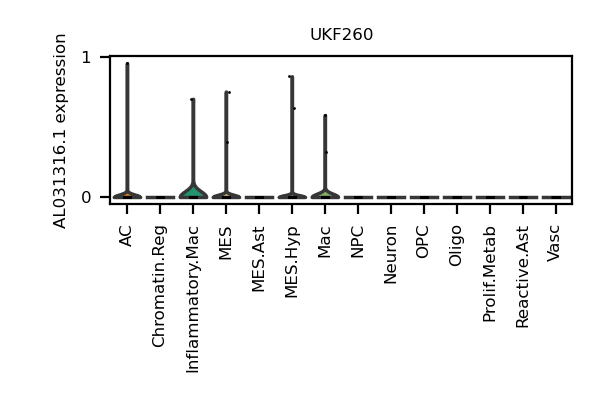 UKF260
AL031316.1 expression
1
0
AC
Chromatin.Reg
Inflammatory.Mac
MES
MES.Ast
MES.Hyp
Mac
NPC
Neuron
OPC
Oligo
Prolif.Metab
Reactive.Ast
Vasc